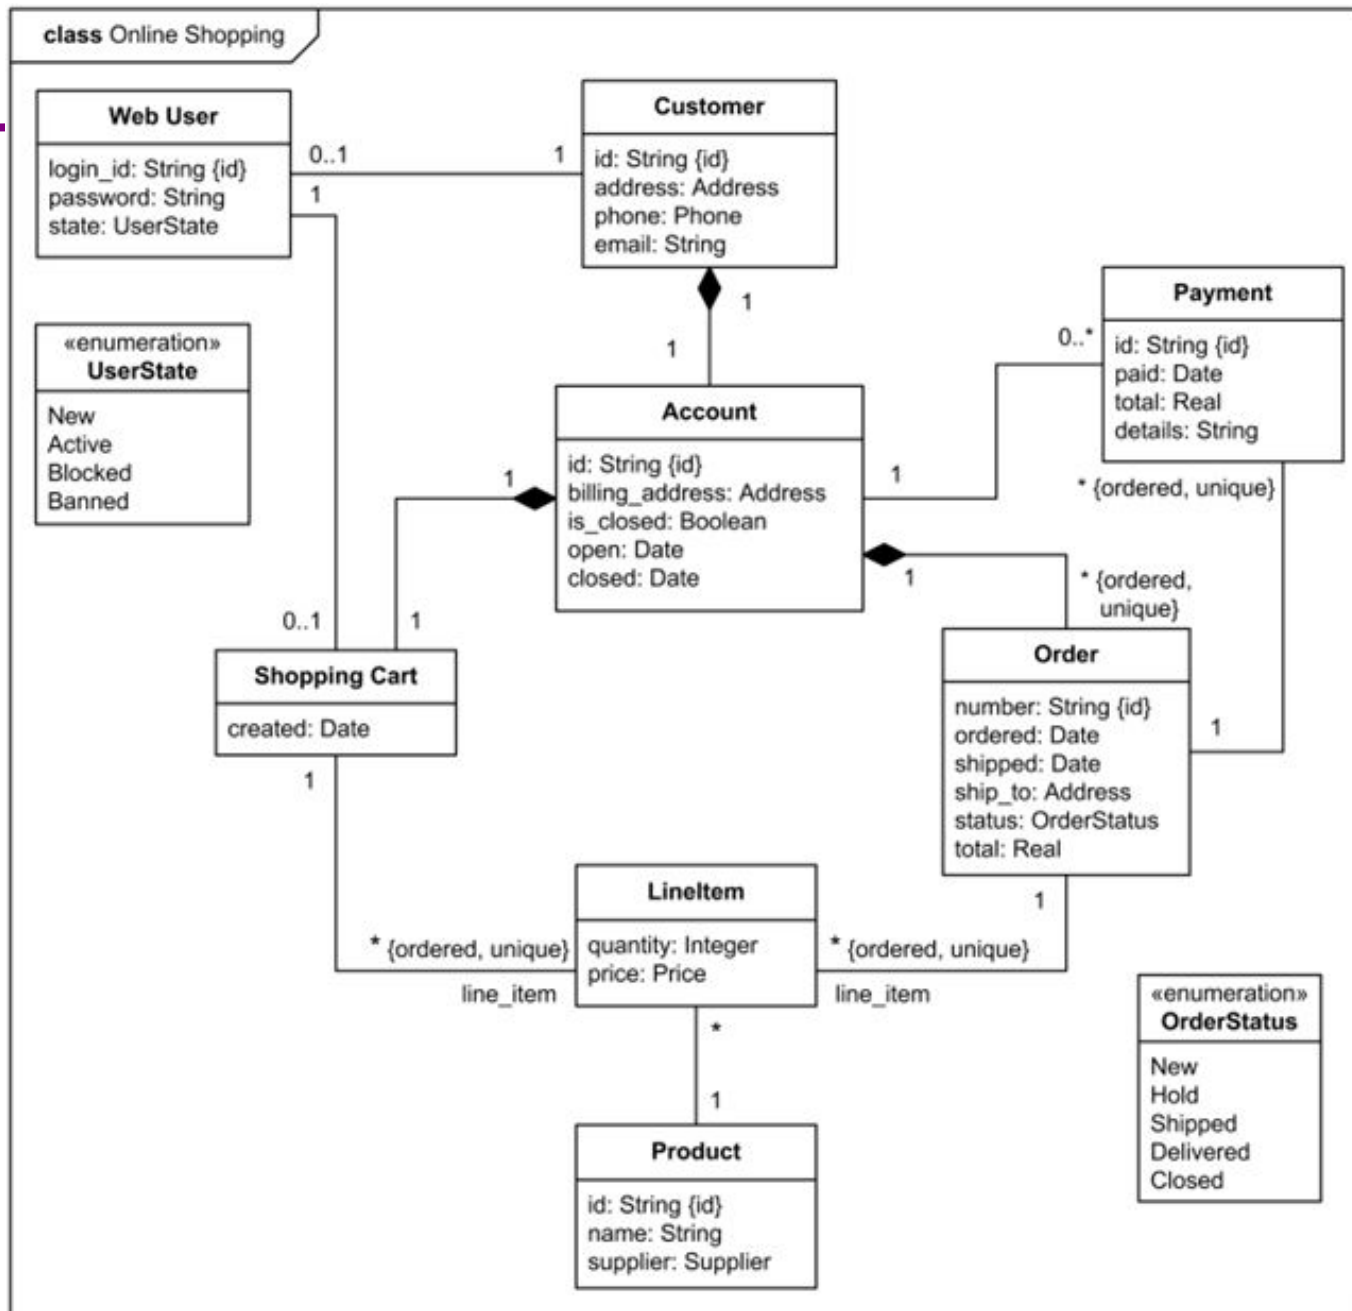 class Online Shopping
Web User
login_id: String {id}
password: String
state: UserState
0..1
1
1
Customer
id: String {id}
address: Address
phone: Phone
email: String
1
1
«enumeration»
UserState
New
Active
Blocked
Banned
Payment
id: String {id}
paid: Date
total: Real
details: String
0..*
* {ordered, unique}
Account
id: String {id}
billing_address: Address
is_closed: Boolean
open: Date
closed: Date
1
1
1
* {ordered,
unique}
0..1
1
Shopping Cart
created: Date
1
Order
number: String {id}
ordered: Date
shipped: Date
ship_to: Address
status: OrderStatus
total: Real
1
1
LineItem
quantity: Integer
price: Price
* {ordered, unique}
line_item
* {ordered, unique}
line_item
*
1
Product
id: String {id}
name: String
supplier: Supplier
«enumeration»
OrderStatus
New
Hold
Shipped
Delivered
Closed